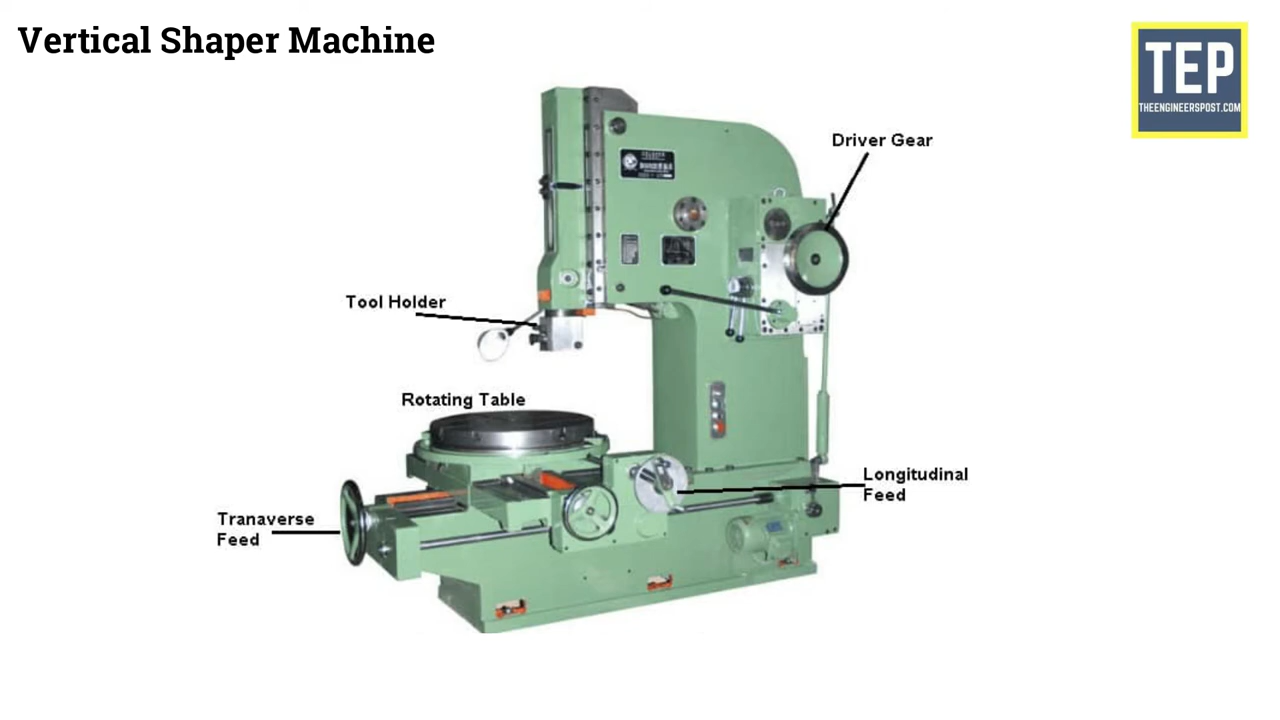 Vertical Shaper Machine
TEP
THEENGINEERSPOST.COM
Driver Gear
Tool Holder
Rotating Table
Longitudinal
Feed
Tranaverse
Feed